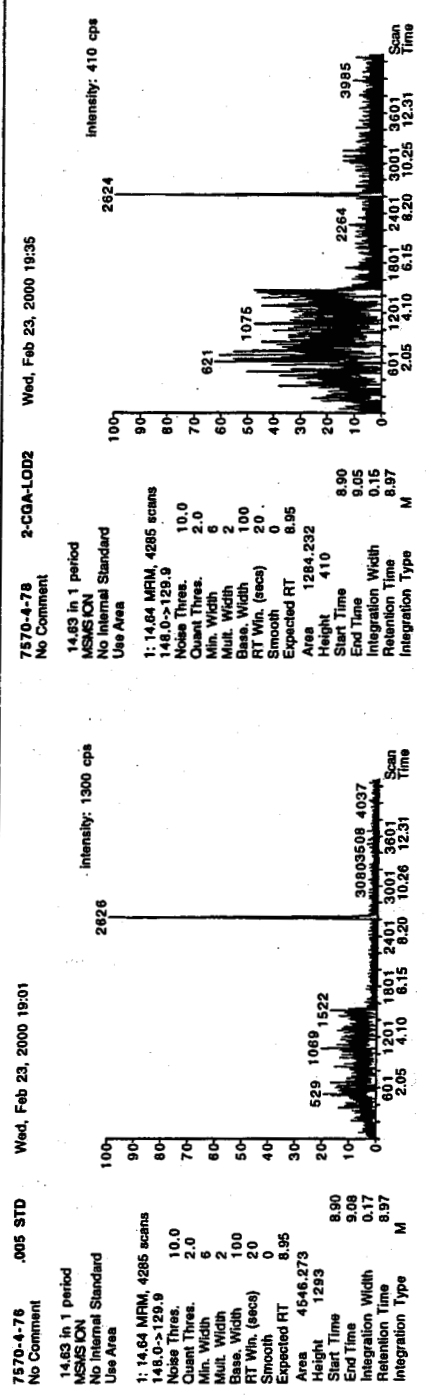 7570-4-76 .005 STD Wed, Feb 23, 2000 19:01
No Comment
14.63 in 1 period
MSMS ION
No Internal Standard
Use Area
1: 14.64 MRM, 4285 scans
148.0->129.9
Noise Thres. 10.0
Quant Thres. 2.0
Min. Width 6
Mult. Width 2
Base. Width 100
RT Win. (secs) 20
Smooth 0
Expected RT 8.95
Area 4546.273
Height 1293
Start Time 8.90
End Time 9.08
Integration Width 0.17
Retention Time 8.97
Integration Type M
Intensity: 1300 cps
2626
100
90
80
70
60
50
40
30
20
10
0
529 1069 1522
3080 3508 4037
601 1201 1801 2401 3001 3601 Scan
2.05 4.10 6.15 8.20 10.26 12.31 Time
7570-4-78 2-CGA-LOD2 Wed, Feb 23, 2000 19:35
No Comment
14.63 in 1 period
MSMS ION
No Internal Standard
Use Area
1: 14.64 MRM, 4285 scans
148.0->129.9
Noise Thres. 10.0
Quant Thres. 2.0
Min. Width 6
Mult. Width 2
Base. Width 100
RT Win. (secs) 20
Smooth 0
Expected RT 8.95
Area 1284.232
Height 410
Start Time 8.90
End Time 9.05
Integration Width 0.15
Retention Time 8.97
Integration Type M
Intensity: 410 cps
2624
100
90
80
70
60
50
40
30
20
10
0
621
1075
2264
3985
601 1201 1801 2401 3001 3601 Scan
2.05 4.10 6.15 8.20 10.25 12.31 Time